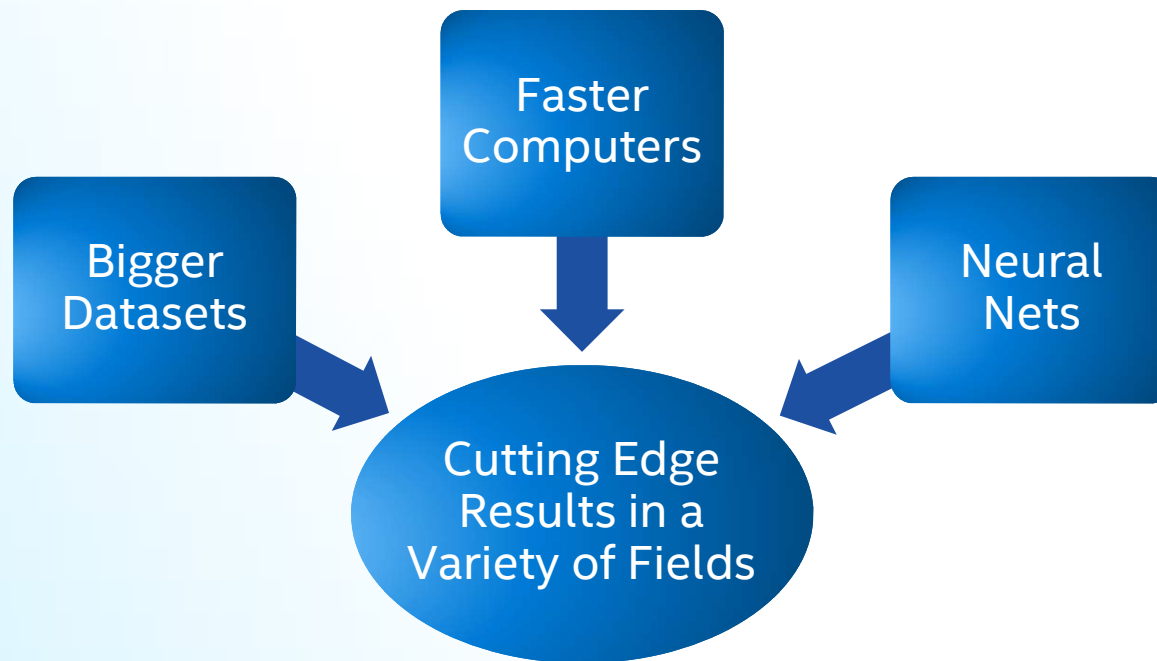 Faster
Computers
Bigger
Datasets
Neural
Nets
Cutting Edge
Results in a
Variety of Fields